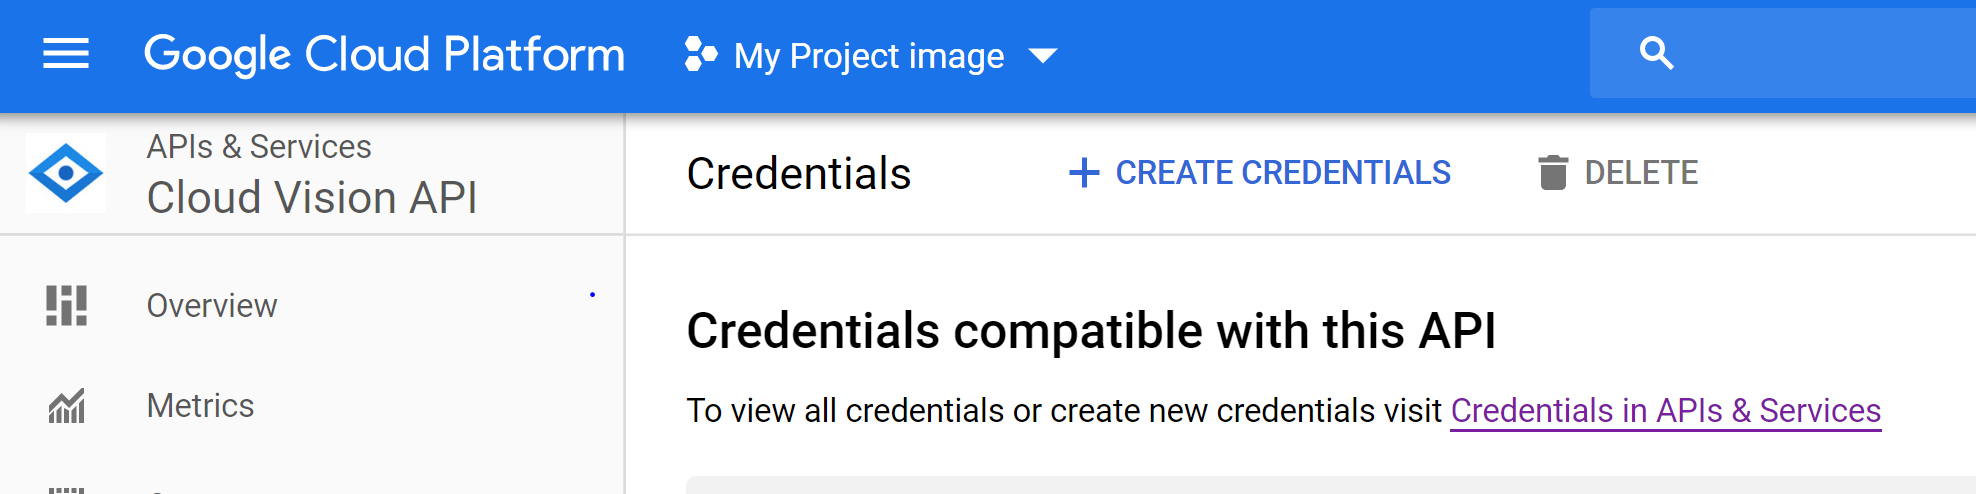 Google Cloud Platform
My Project image
APIs & Services
Cloud Vision API
Credentials
CREATE CREDENTIALS
DELETE
Overview
Metrics
Credentials compatible with this API
To view all credentials or create new credentials visit Credentials in APIs & Services